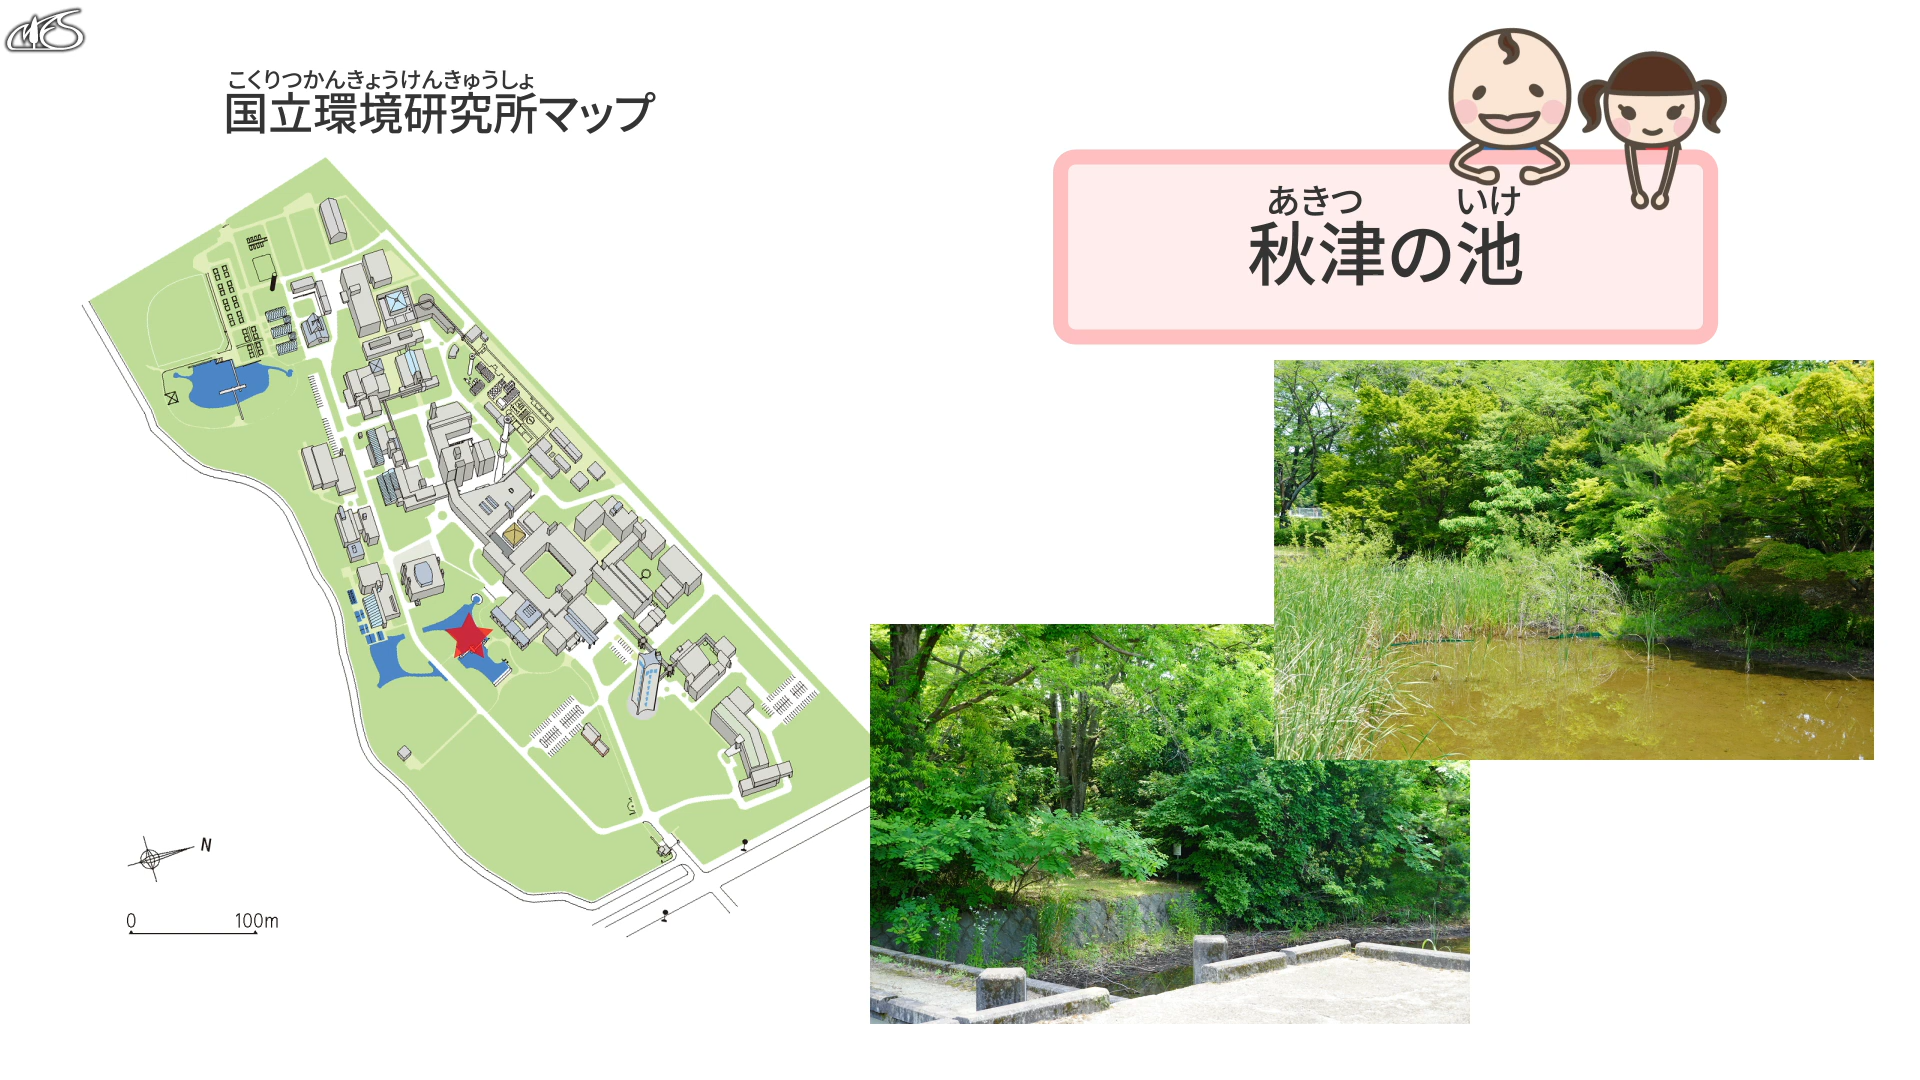 NIES
こくりつかんきょうけんきゅうしょ
国立環境研究所マップ
あきつ いけ
秋津の池
N
0 100m